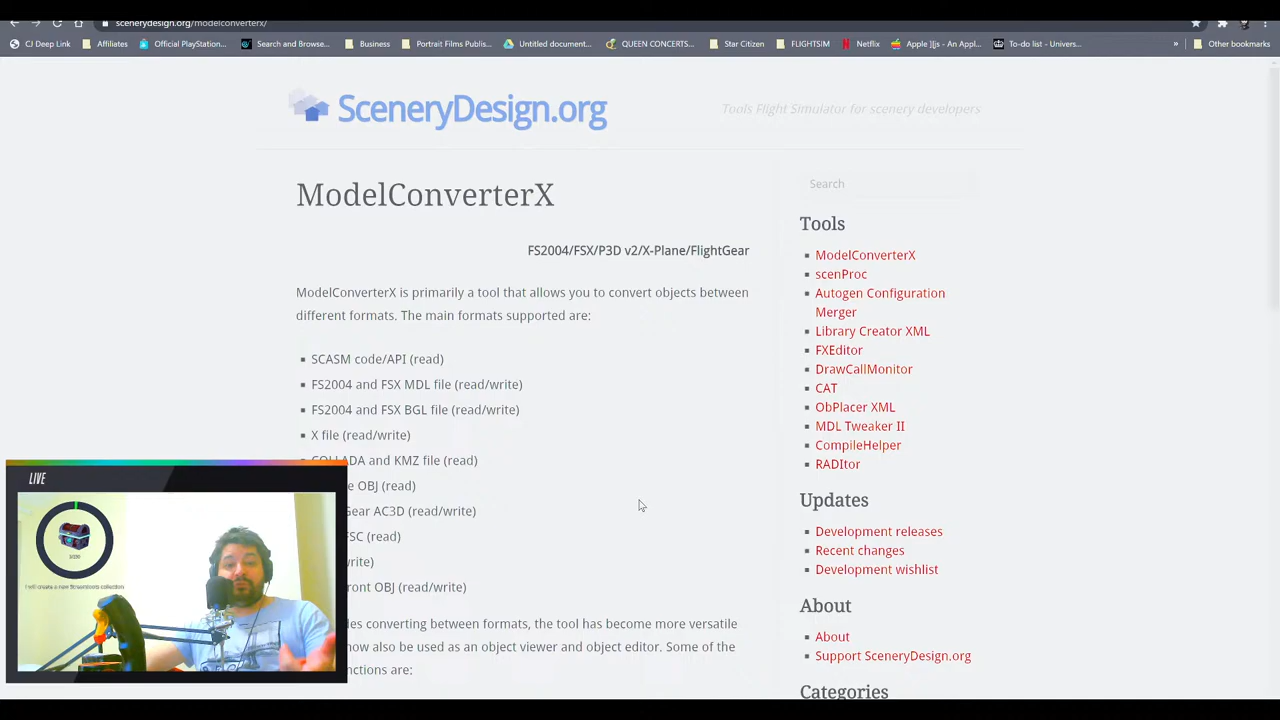 scenerydesign.org/modelconverterx/
CJ Deep Link
Affiliates
Official PlayStation...
Search and Browse...
Business
Portrait Films Publis...
Untitled document...
QUEEN CONCERTS...
Star Citizen
FLIGHTSIM
Netflix
- An Appl...
To-do list - Univers...
»
Other bookmarks
SceneryDesign.org
Tools Flight Simulator for scenery developers
ModelConverterX
FS2004/FSX/P3D v2/X-Plane/FlightGear
ModelConverterX is primarily a tool that allows you to convert objects between
different formats. The main formats supported are:
SCASM code/API (read)
FS2004 and FSX MDL file (read/write)
FS2004 and FSX BGL file (read/write)
X file (read/write)
COLLADA and KMZ file (read)
e OBJ (read)
Gear AC3D (read/write)
SC (read)
write)
ront OBJ (read/write)
des converting between formats, the tool has become more versatile
now also be used as an object viewer and object editor. Some of the
nctions are:
Search
Tools
ModelConverterX
scenProc
Autogen Configuration
Merger
Library Creator XML
FXEditor
DrawCallMonitor
CAT
ObPlacer XML
MDL Tweaker II
CompileHelper
RADItor
Updates
Development releases
Recent changes
Development wishlist
About
About
Support SceneryDesign.org
Categories
LIVE
I will create a new collection